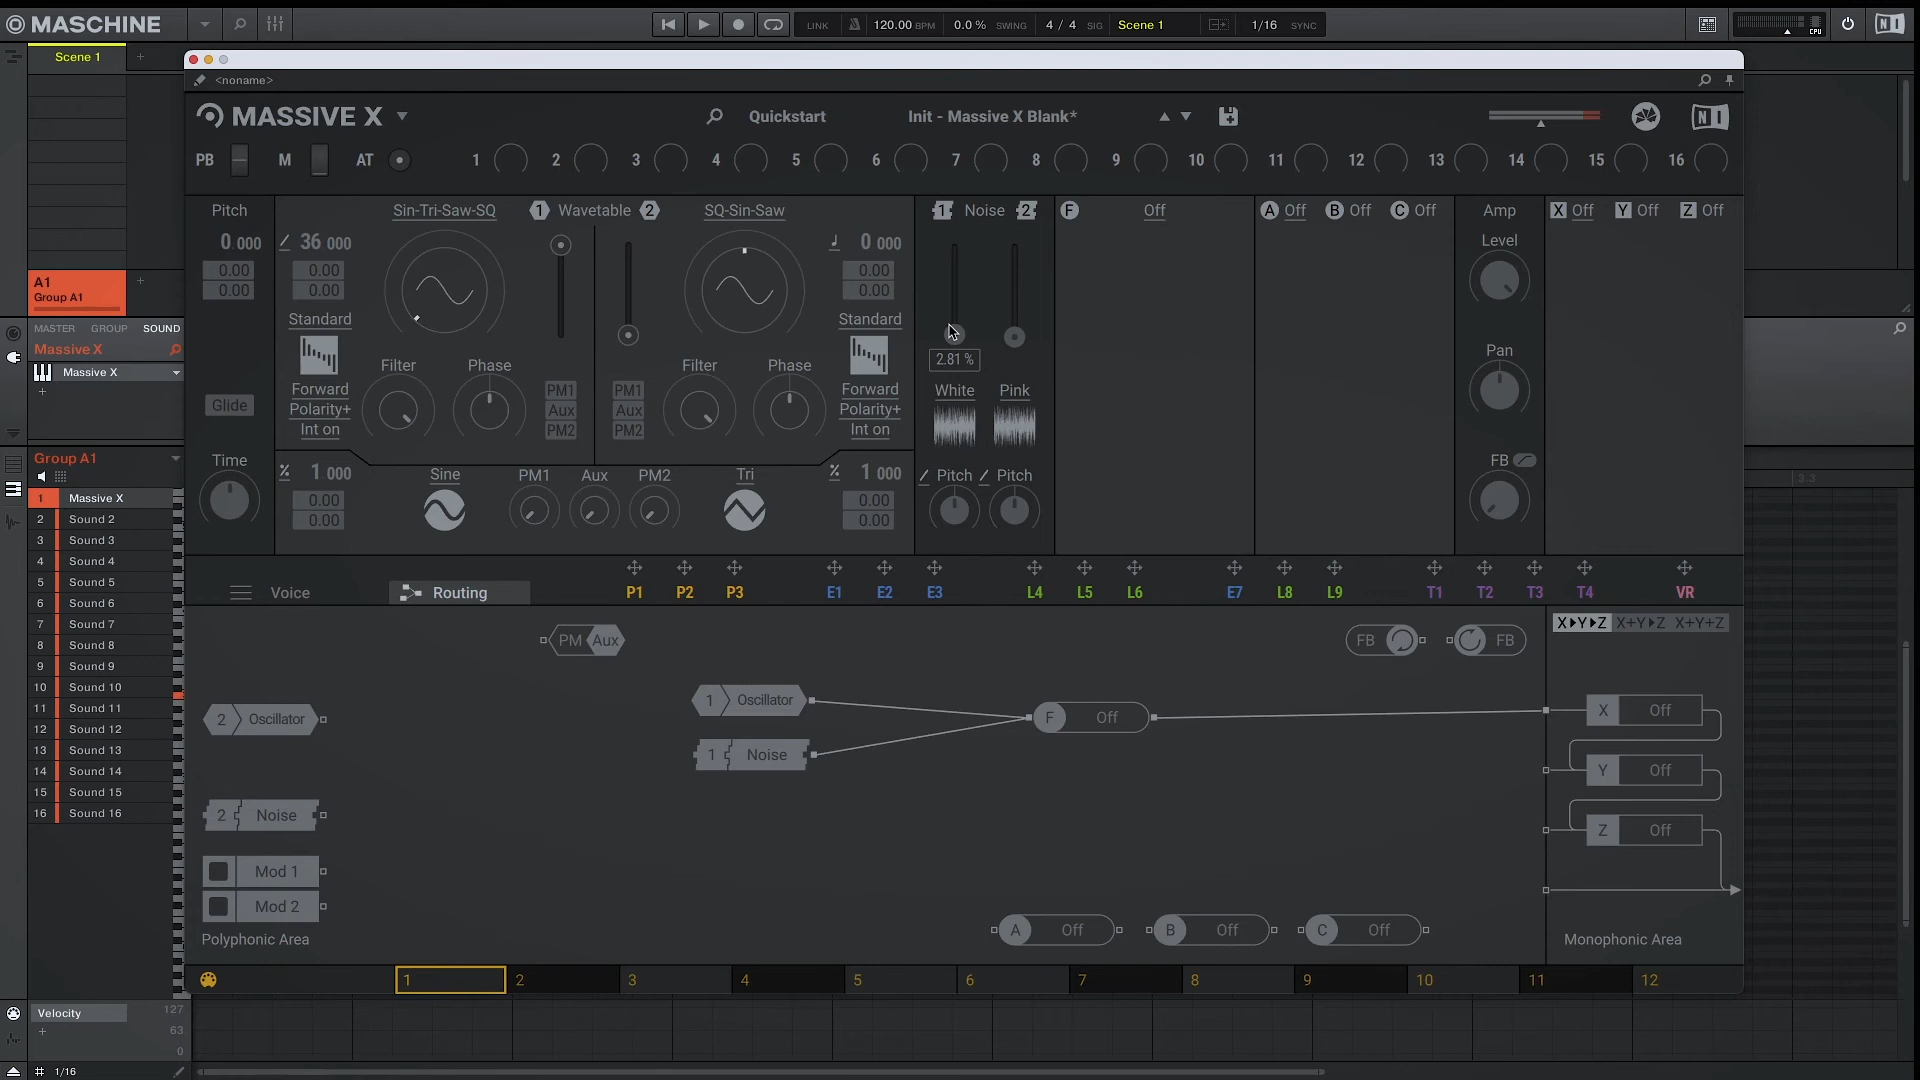 MASCHINE
LINK 120.00 BPM 0.0 % SWING 4 / 4 SIG Scene 1 1/16 SYNC CPU NI
Scene 1 +
<noname>
MASSIVE X Quickstart Init - Massive X Blank* NI
PB M AT 1 2 3 4 5 6 7 8 9 10 11 12 13 14 15 16
Pitch Sin-Tri-Saw-SQ 1 Wavetable 2 SQ-Sin-Saw 1 Noise 2 F Off A Off B Off C Off Amp X Off Y Off Z Off
0.000 36.000 0.000 Level
0.00 0.00 0.00
0.00 0.00 0.00
A1
Group A1
+
Standard Standard
MASTER GROUP SOUND
Massive X
Massive X
+
2.81 %
Filter Phase Filter Phase Pan
Forward PM1 PM2 Forward White Pink
Polarity+ Aux Aux Polarity+
Int on PM2 PM2 Int on
Glide
Time 1.000 Sine PM1 Aux PM2 Tri 1.000 Pitch Pitch FB
0.00 0.00
0.00 0.00
Group A1
1 Massive X
2 Sound 2
3 Sound 3
4 Sound 4
5 Sound 5
6 Sound 6
7 Sound 7
8 Sound 8
9 Sound 9
10 Sound 10
11 Sound 11
12 Sound 12
13 Sound 13
14 Sound 14
15 Sound 15
16 Sound 16
3.3
Voice Routing P1 P2 P3 E1 E2 E3 L4 L5 L6 E7 L8 L9 T1 T2 T3 T4 VR
PM Aux FB FB X▸Y▸Z X+Y▸Z X+Y+Z
2 Oscillator 1 Oscillator F Off X Off
1 Noise Y Off
2 Noise Z Off
Mod 1
Mod 2
A Off B Off C Off
Polyphonic Area Monophonic Area
1 2 3 4 5 6 7 8 9 10 11 12
Velocity 127
+ 63
0
1/16